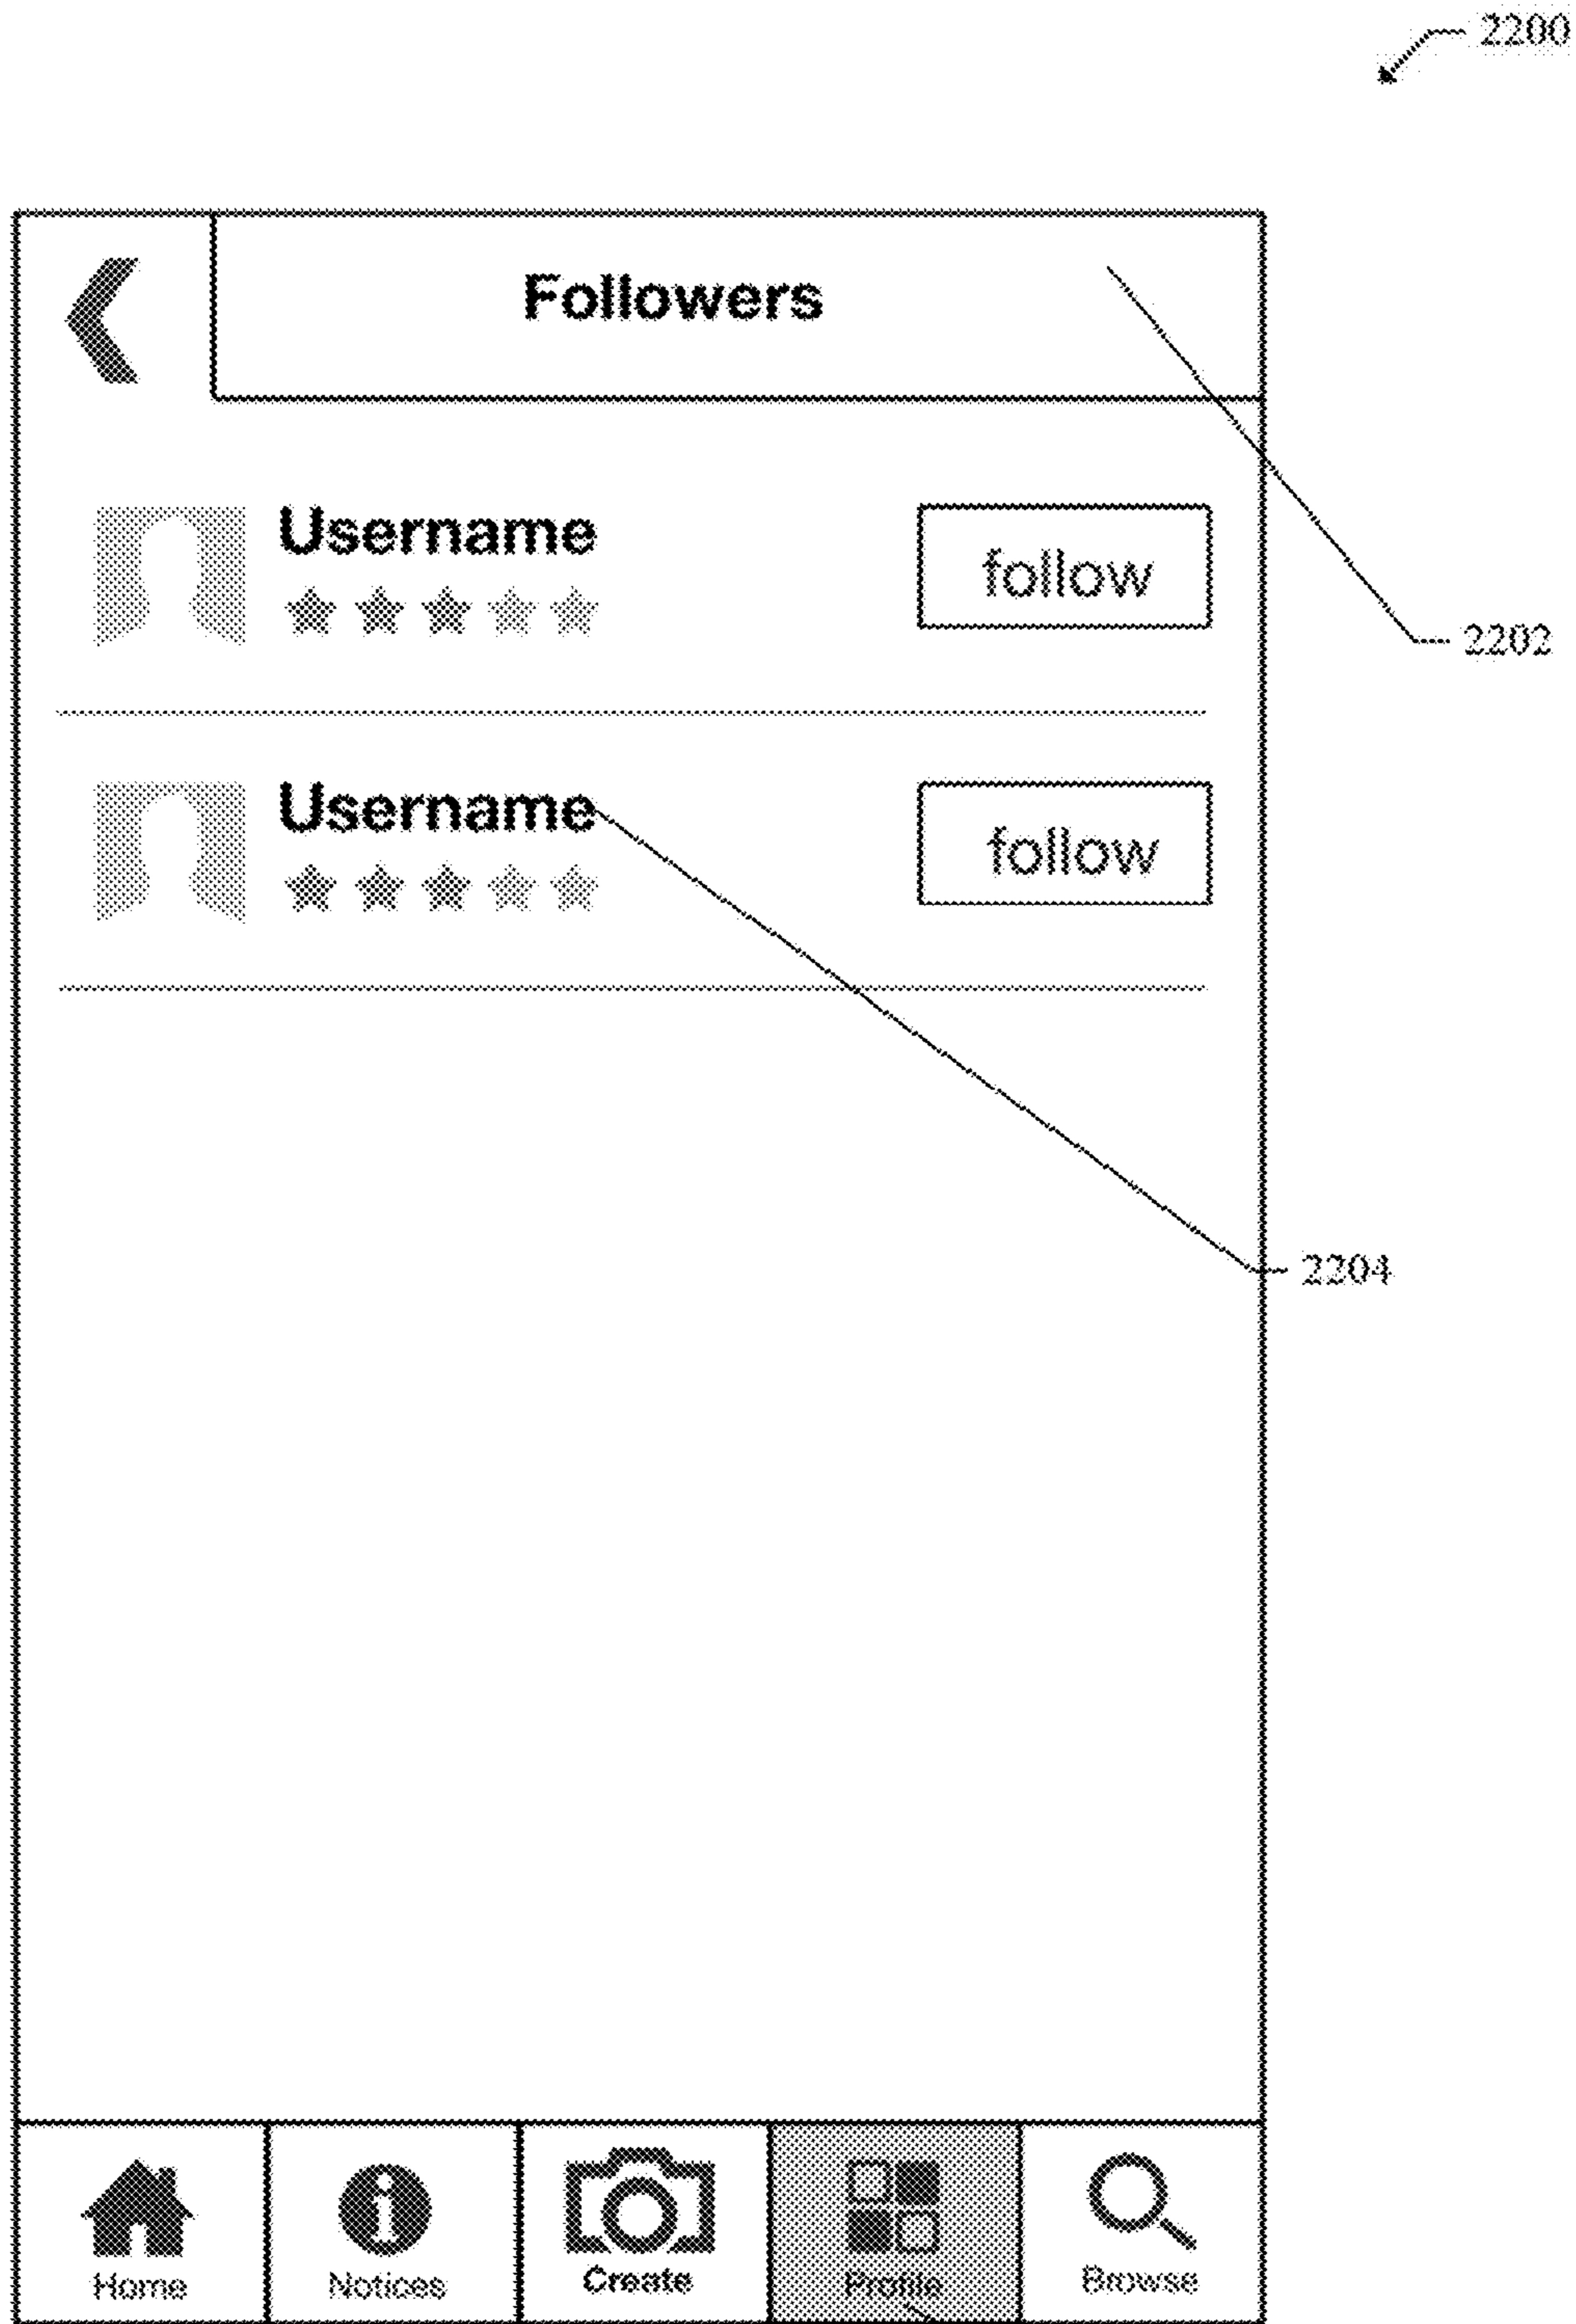 2200
Followers
Username
follow
2202
Username
follow
2204
Home Notices Create Profile Browse